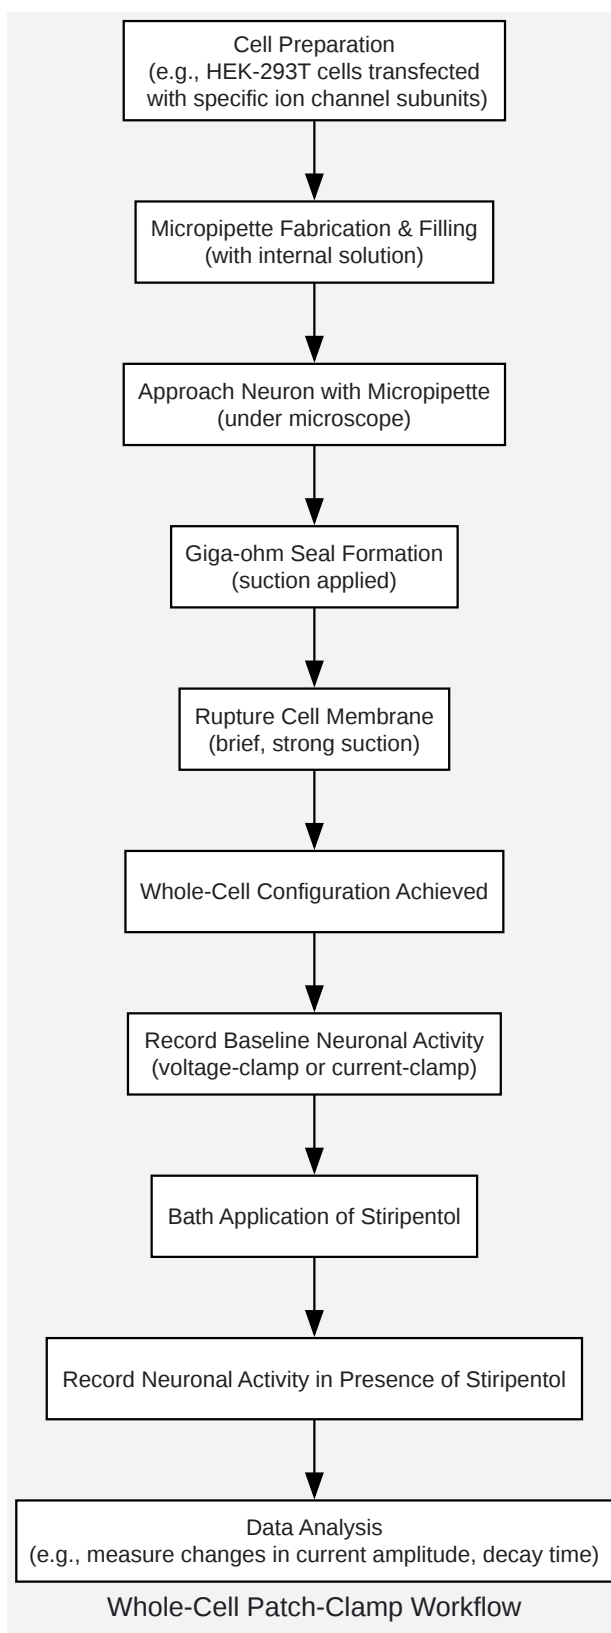 Cell Preparation
(e.g., HEK-293T cells transfected
with specific ion channel subunits)
Micropipette Fabrication & Filling
(with internal solution)
Approach Neuron with Micropipette
(under microscope)
Giga-ohm Seal Formation
(suction applied)
Rupture Cell Membrane
(brief, strong suction)
Whole-Cell Configuration Achieved
Record Baseline Neuronal Activity
(voltage-clamp or current-clamp)
Bath Application of Stiripentol
Record Neuronal Activity in Presence of Stiripentol
Data Analysis
(e.g., measure changes in current amplitude, decay time)
Whole-Cell Patch-Clamp Workflow